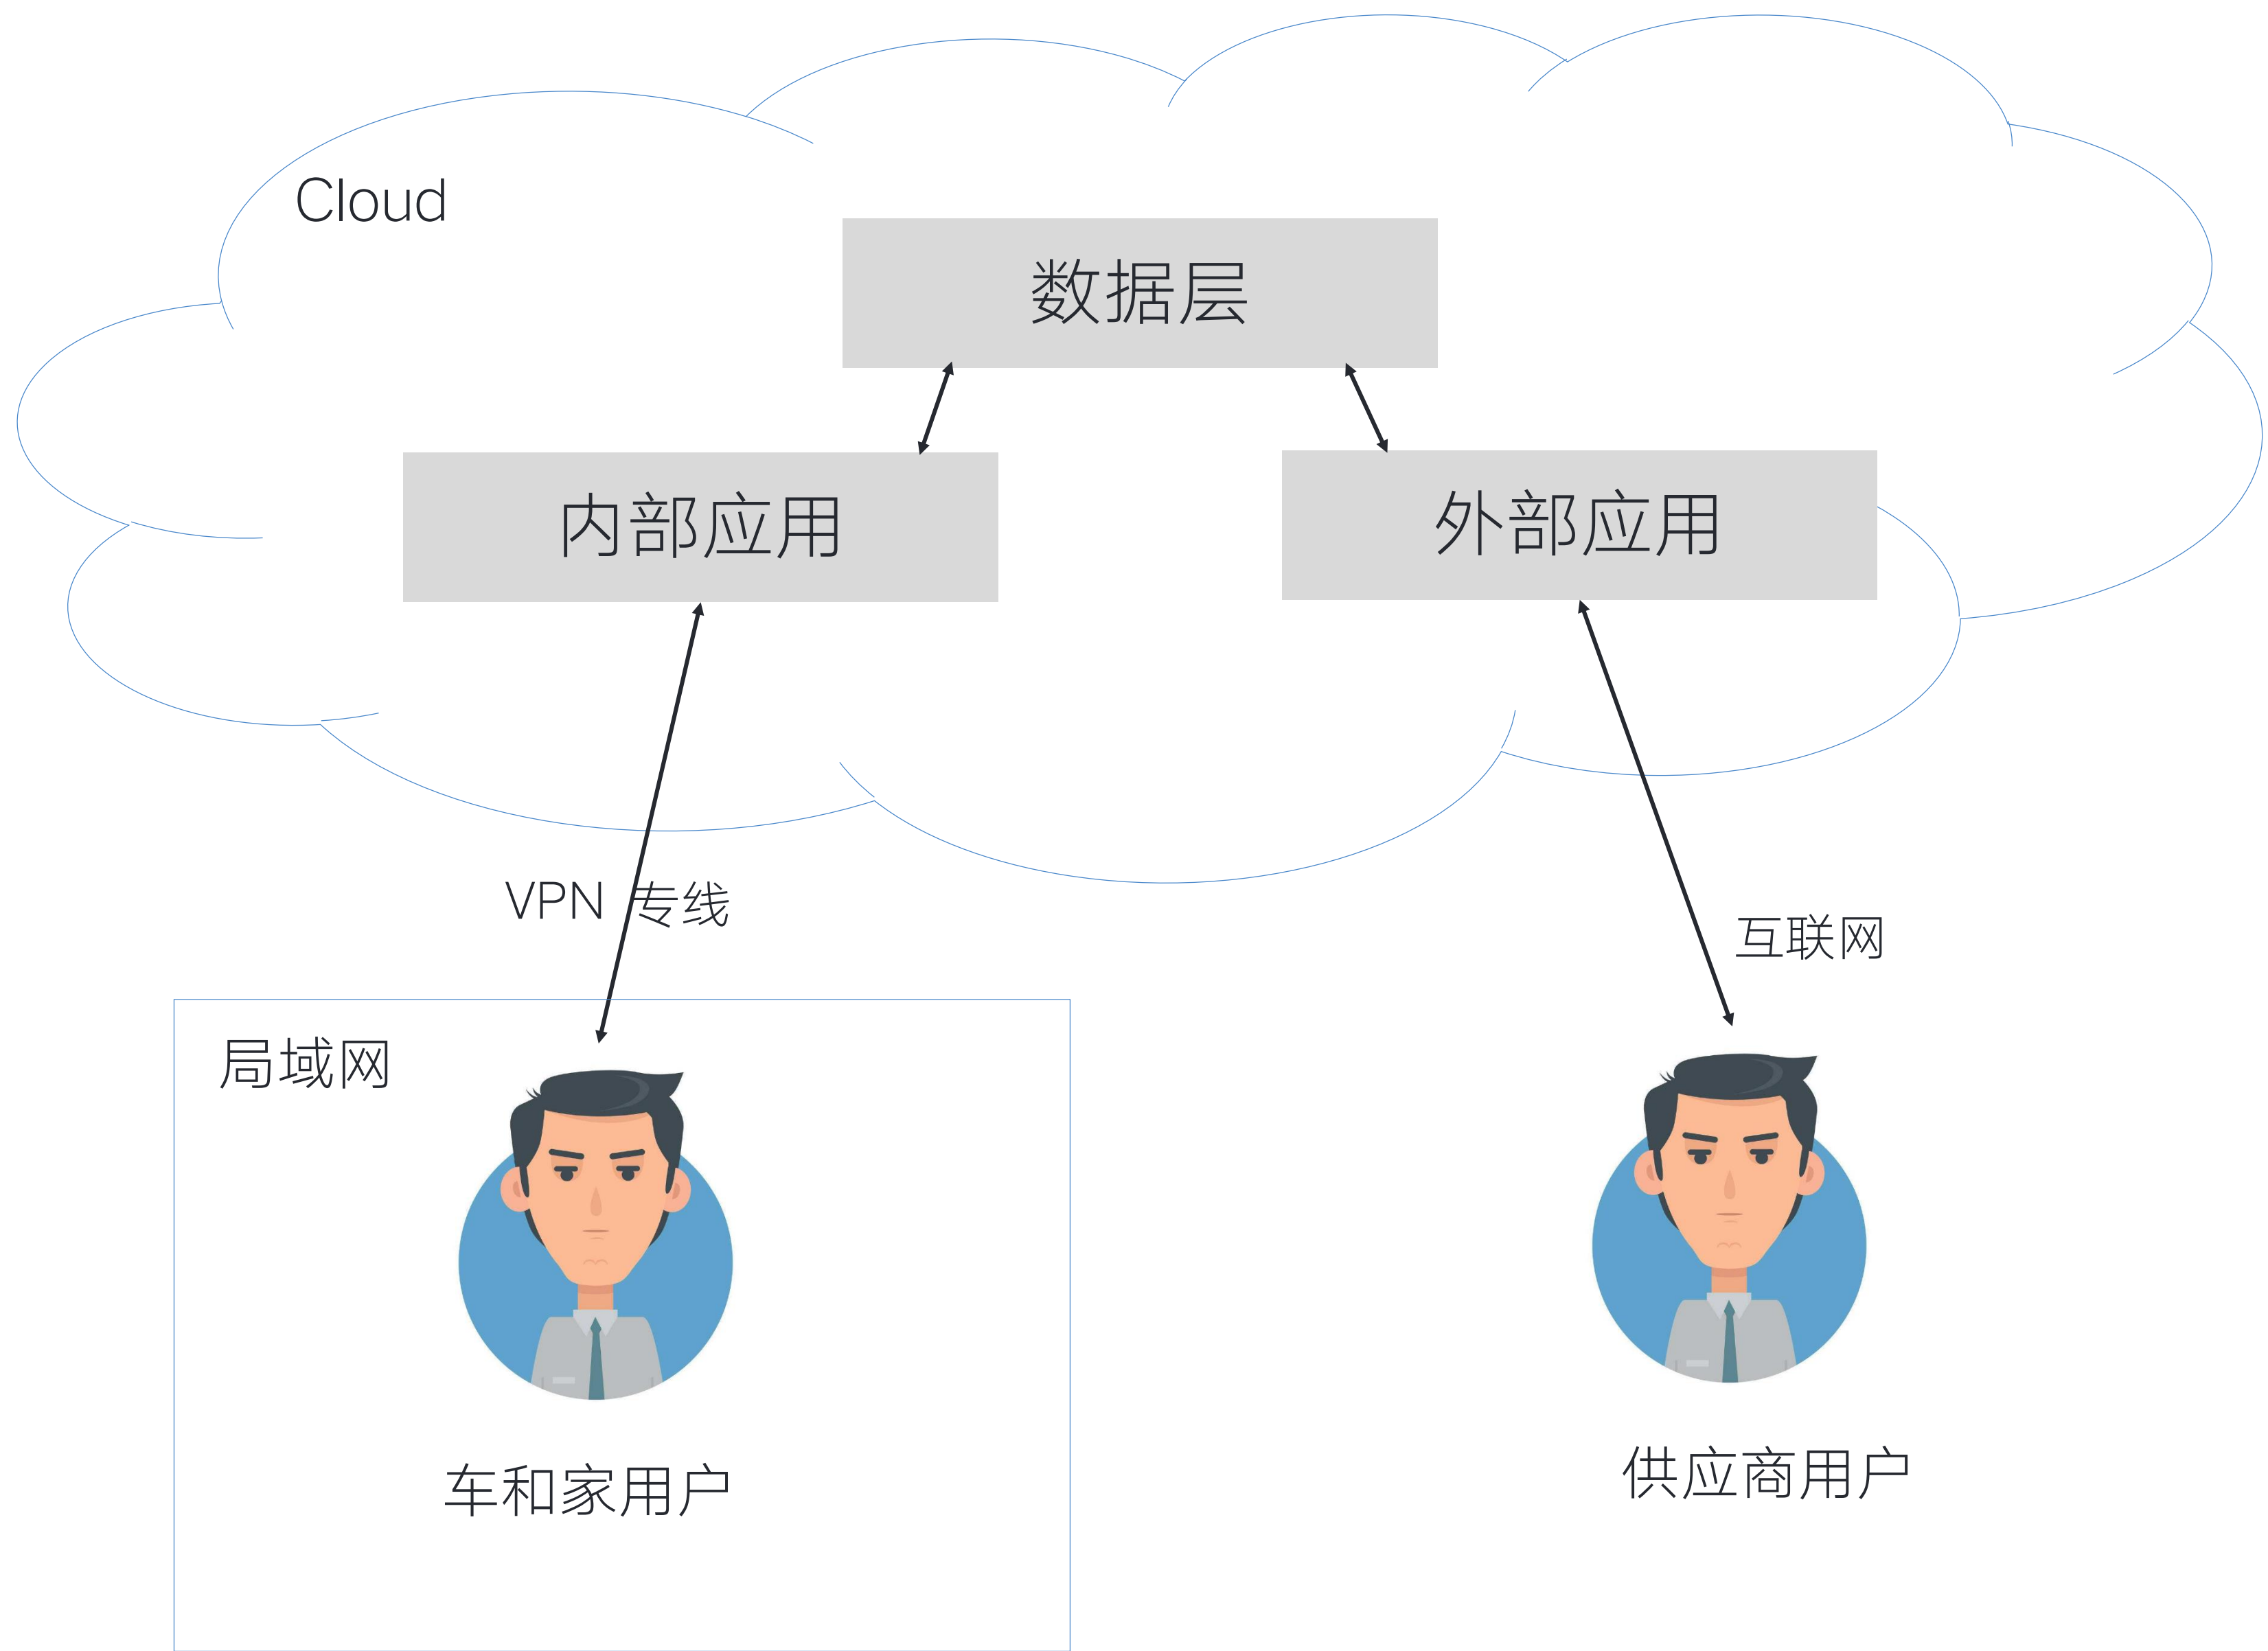 Cloud
数据层
内部应用
外部应用
VPN 专线
互联网
局域网
车和家用户
供应商用户